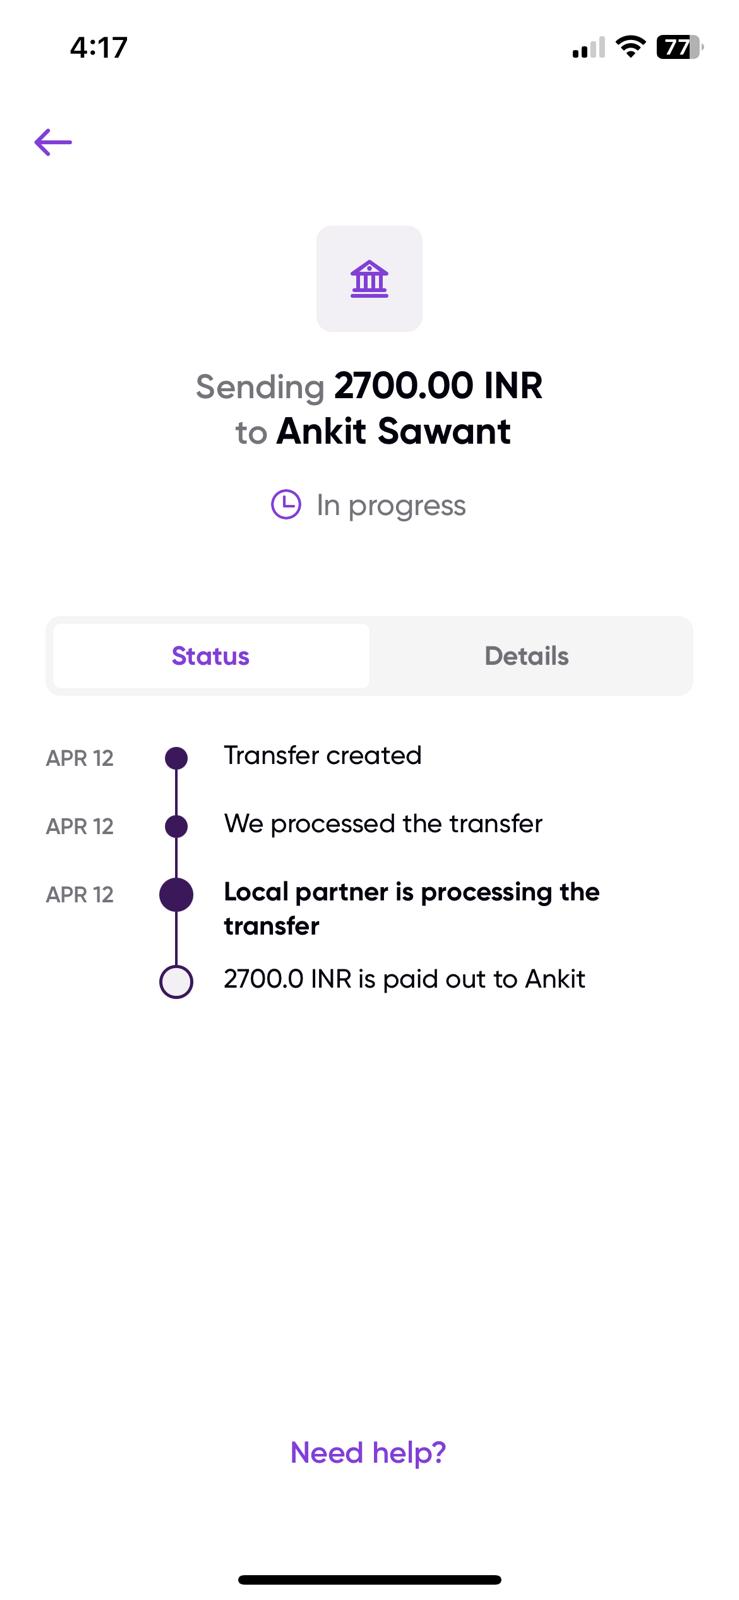 4:17
77
Sending 2700.00 INR
to Ankit Sawant
In progress
Status
Details
APR 12
Transfer created
APR 12
We processed the transfer
APR 12
Local partner is processing the
transfer
2700.0 INR is paid out to Ankit
Need help?